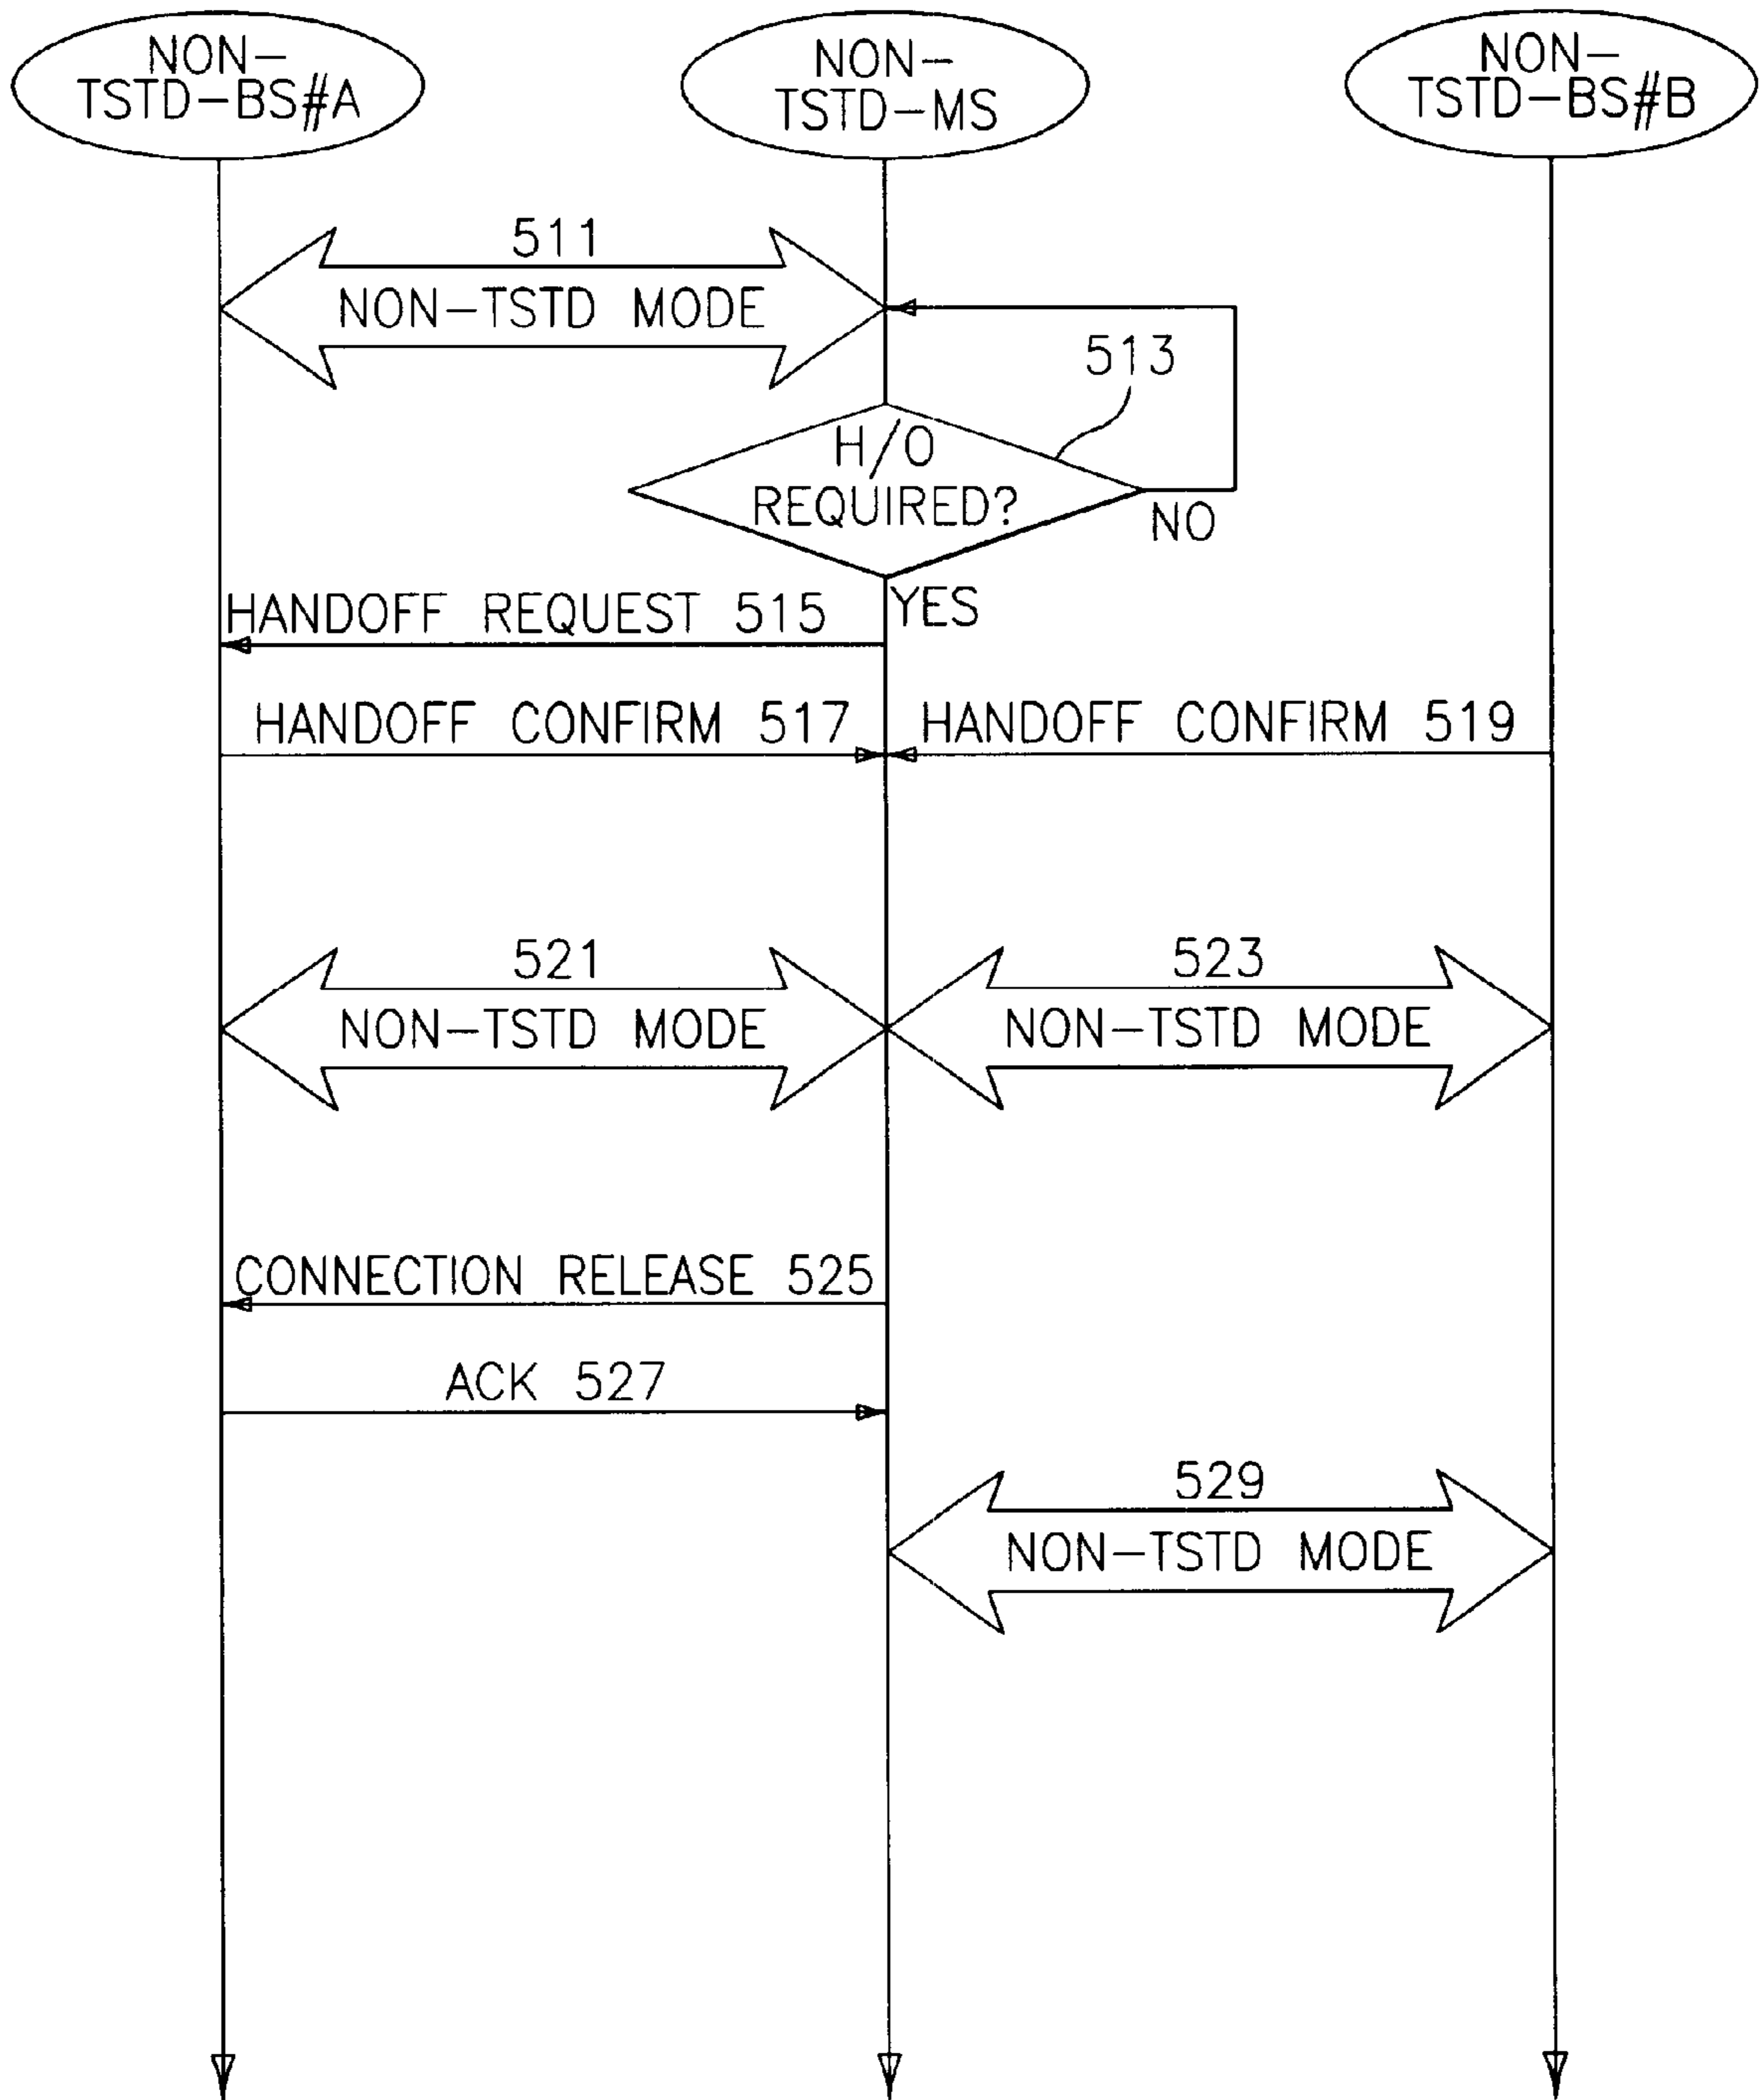 NON-
TSTD-BS#A
NON-
TSTD-MS
NON-
TSTD-BS#B
511
NON-TSTD MODE
513
H/O
REQUIRED?
NO
YES
HANDOFF REQUEST 515
HANDOFF CONFIRM 517
HANDOFF CONFIRM 519
521
NON-TSTD MODE
523
NON-TSTD MODE
CONNECTION RELEASE 525
ACK 527
529
NON-TSTD MODE